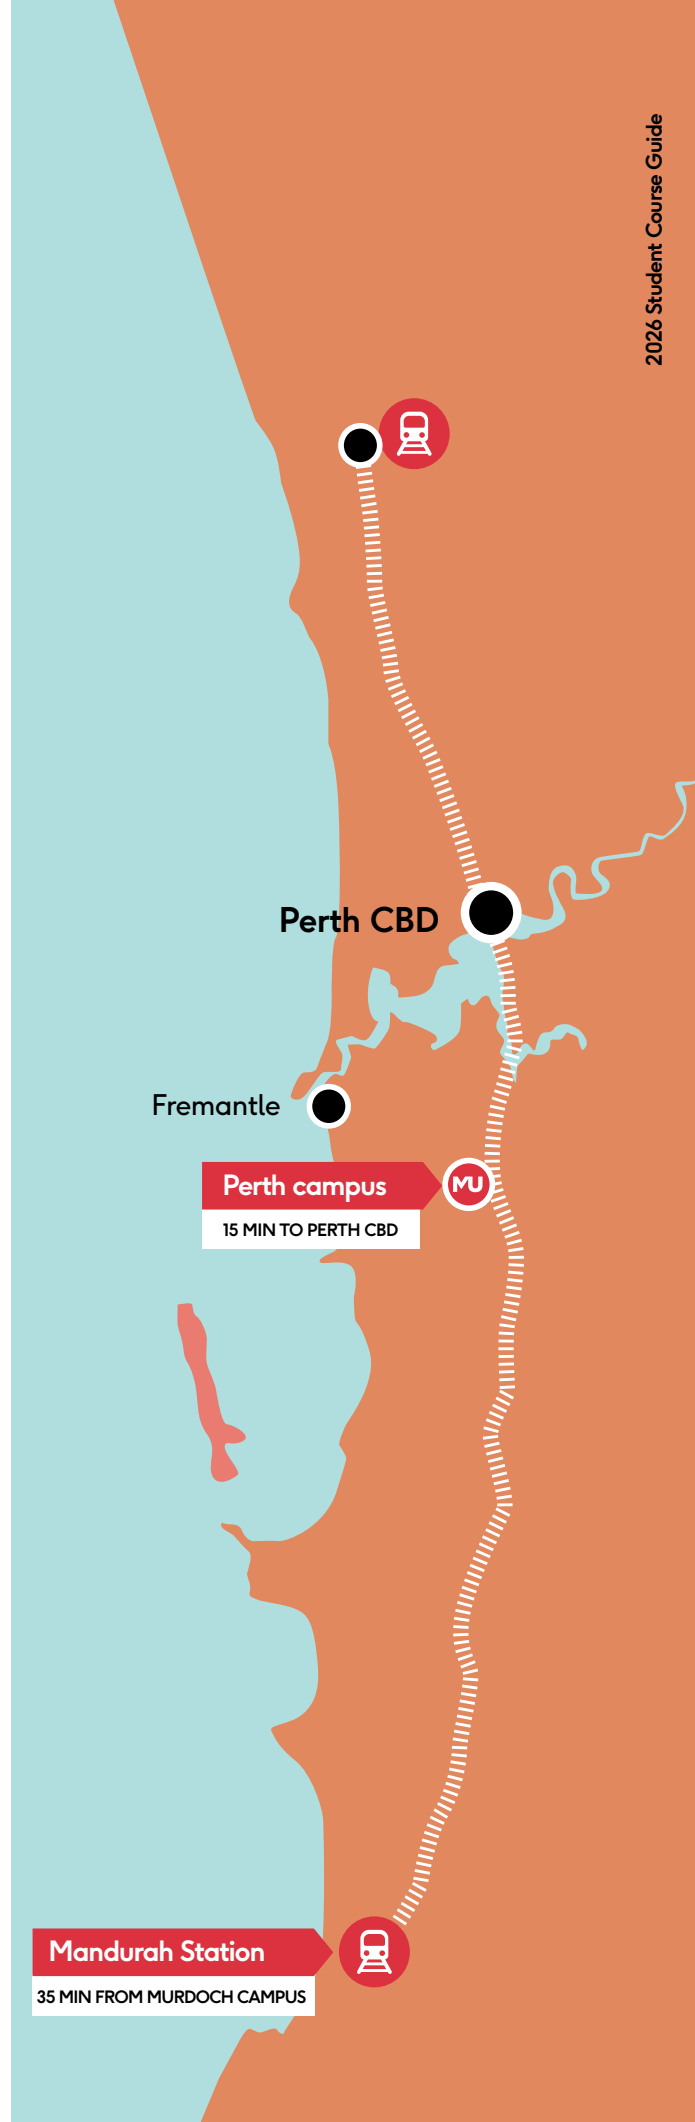 2026 Student Course Guide
Perth CBD
Fremantle
Perth campus
MU
15 MIN TO PERTH CBD
Mandurah Station
35 MIN FROM MURDOCH CAMPUS